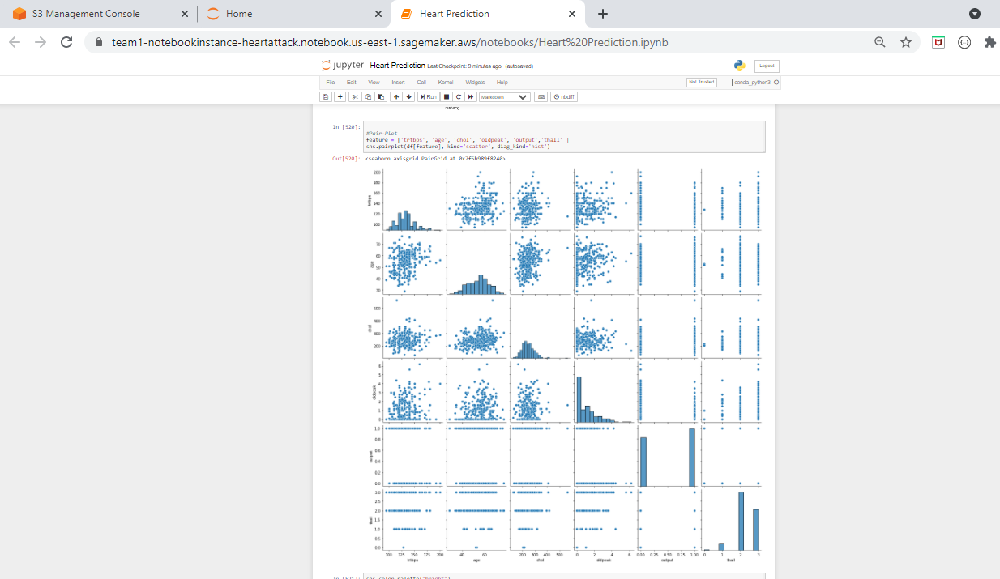 S3 Management Console
Home
Heart Prediction
team1-notebookinstance-heartattack.notebook.us-east-1.sagemaker.aws/notebooks/Heart%20Prediction.ipynb
jupyter Heart Prediction Last Checkpoint: 9 minutes ago (autosaved)
Logout
File Edit View Insert Cell Kernel Widgets Help
Not Trusted
conda_python3
Run
Markdown
nbdiff
In [520]:
#Pair-Plot
feature = ['trtbps', 'age', 'chol', 'oldpeak', 'output','thall' ]
sns.pairplot(df[feature], kind='scatter', diag_kind='hist')
Out[520]: <seaborn.axisgrid.PairGrid at 0x7f5b989f8240>
200
180
160
140
120
100
trtbps
70
60
50
40
30
age
500
400
300
200
chol
6
5
4
3
2
1
0
oldpeak
1.0
0.8
0.6
0.4
0.2
0.0
output
3.0
2.5
2.0
1.5
1.0
0.5
0.0
thall
100 125 150 175 200
40 60
200 300 400 500
0 2 4 6
0.00 0.25 0.50 0.75 1.00
0 1 2 3
trtbps age chol oldpeak output thall
In [521]: sns.color_palette("bright")